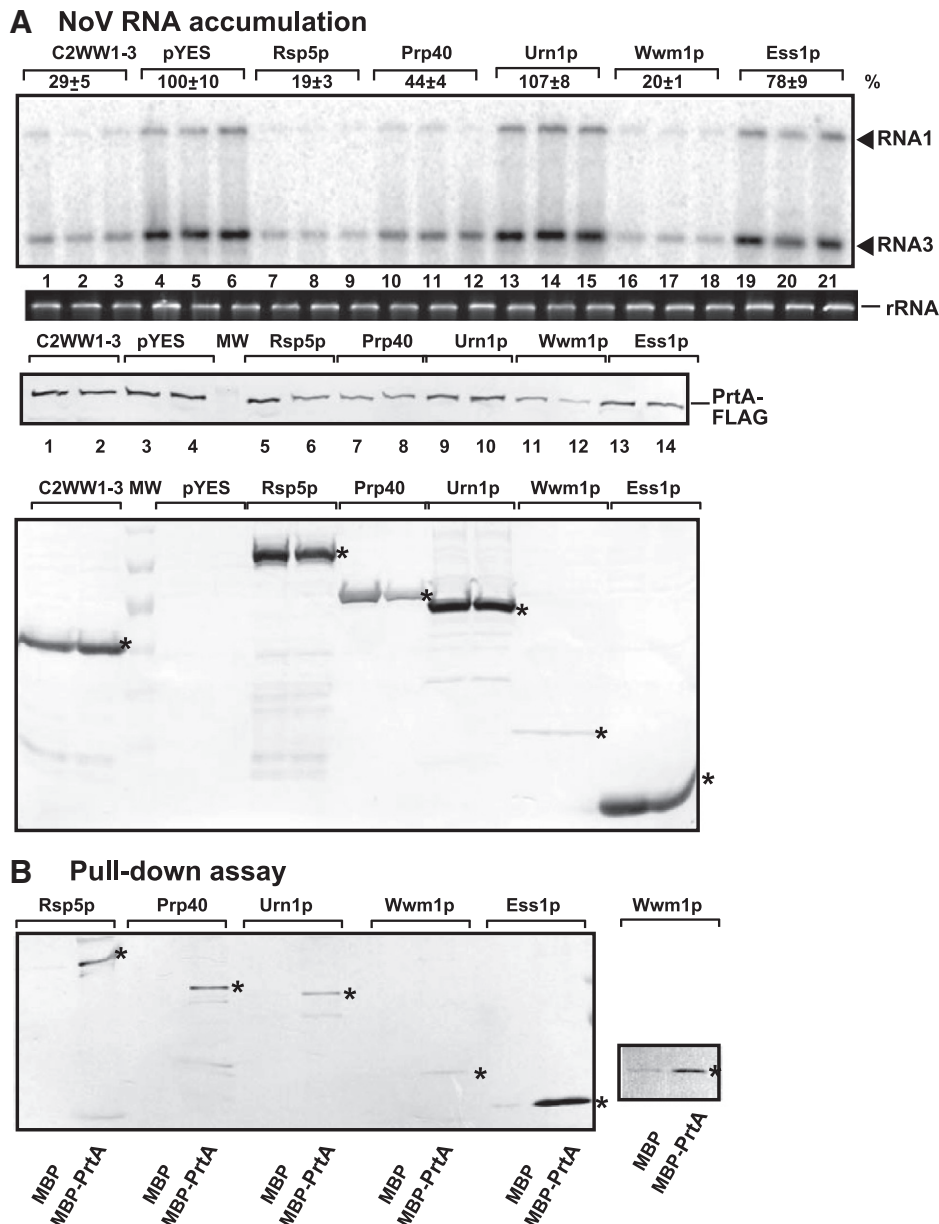 A NoV RNA accumulation
C2WW1-3 pYES Rsp5p Prp40 Urn1p Wwm1p Ess1p
29±5 100±10 19±3 44±4 107±8 20±1 78±9 %
RNA1
RNA3
1 2 3 4 5 6 7 8 9 10 11 12 13 14 15 16 17 18 19 20 21
rRNA
C2WW1-3 pYES MW Rsp5p Prp40 Urn1p Wwm1p Ess1p
PrtA-
FLAG
1 2 3 4 5 6 7 8 9 10 11 12 13 14
C2WW1-3 MW pYES Rsp5p Prp40 Urn1p Wwm1p Ess1p
* * * * * *
B Pull-down assay
Rsp5p Prp40 Urn1p Wwm1p Ess1p Wwm1p
* * * * * *
MBP MBP-PrtA MBP MBP-PrtA MBP MBP-PrtA MBP MBP-PrtA MBP MBP-PrtA MBP MBP-PrtA